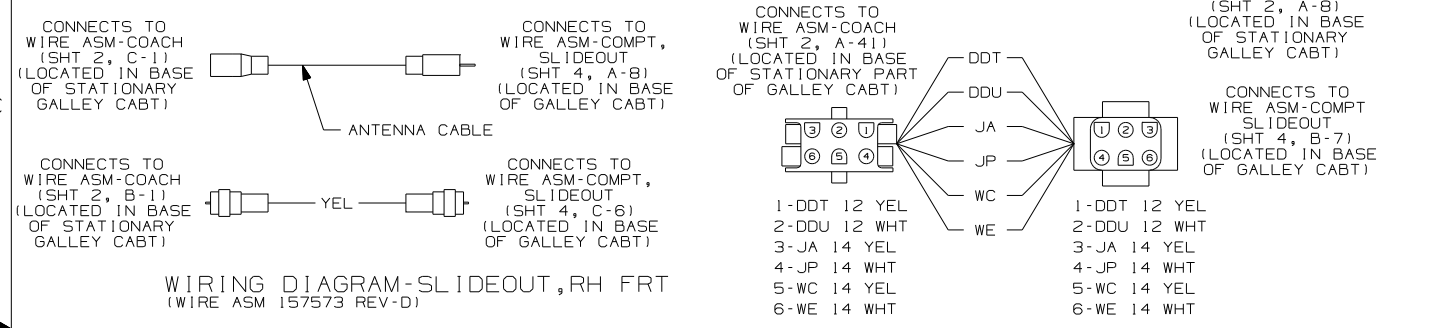 CONNECTS TO
WIRE ASM-COACH
(SHT 2, C-1)
(LOCATED IN BASE
OF STATIONARY
GALLEY CABT)
CONNECTS TO
WIRE ASM-COMPT,
SLIDEOUT
(SHT 4, A-8)
(LOCATED IN BASE
OF GALLEY CABT)
ANTENNA CABLE
CONNECTS TO
WIRE ASM-COACH
(SHT 2, B-1)
(LOCATED IN BASE
OF STATIONARY
GALLEY CABT)
YEL
CONNECTS TO
WIRE ASM-COMPT,
SLIDEOUT
(SHT 4, C-6)
(LOCATED IN BASE
OF GALLEY CABT)
WIRING DIAGRAM-SLIDEOUT,RH FRT
(WIRE ASM 157573 REV-D)
CONNECTS TO
WIRE ASM-COACH
(SHT 2, A-41)
(LOCATED IN BASE
OF STATIONARY PART
OF GALLEY CABT)
3 2 1
6 5 4
DDT
DDU
JA
JP
WC
WE
1 2 3
4 5 6
1-DDT 12 YEL
2-DDU 12 WHT
3-JA 14 YEL
4-JP 14 WHT
5-WC 14 YEL
6-WE 14 WHT
1-DDT 12 YEL
2-DDU 12 WHT
3-JA 14 YEL
4-JP 14 WHT
5-WC 14 YEL
6-WE 14 WHT
(SHT 2, A-8)
(LOCATED IN BASE
OF STATIONARY
GALLEY CABT)
CONNECTS TO
WIRE ASM-COMPT
SLIDEOUT
(SHT 4, B-7)
(LOCATED IN BASE
OF GALLEY CABT)